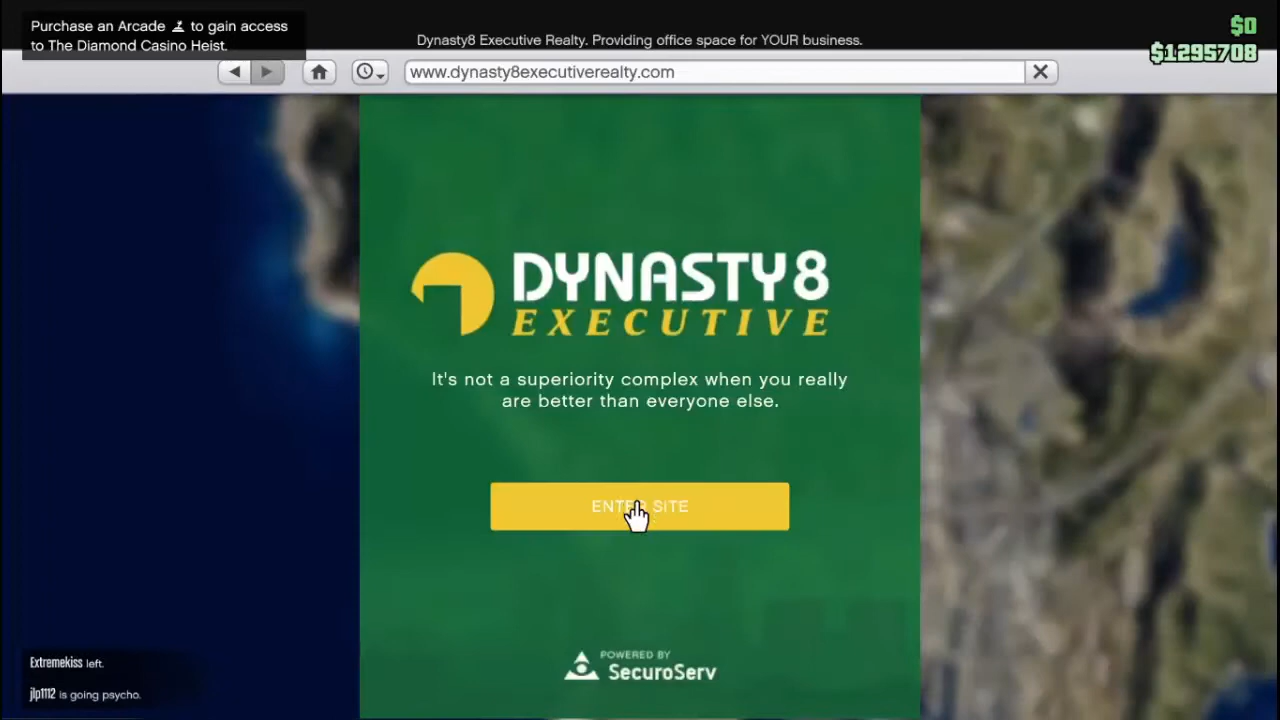 Purchase an Arcade to gain access
to The Diamond Casino Heist.
Dynasty8 Executive Realty. Providing office space for YOUR business.
$0
$1295708
www.dynasty8executiverealty.com
DYNASTY8
EXECUTIVE
It's not a superiority complex when you really
are better than everyone else.
ENTER SITE
POWERED BY
SecuroServ
Extremekiss left.
jlp1112 is going psycho.